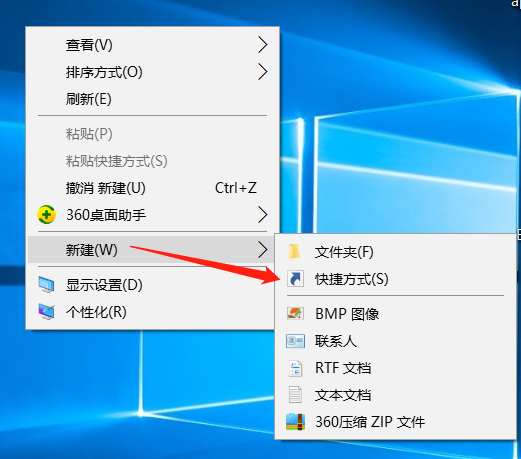 查看(V)
排序方式(O)
刷新(E)
粘贴(P)
粘贴快捷方式(S)
撤消 新建(U) Ctrl+Z
360桌面助手
新建(W)
显示设置(D)
个性化(R)
文件夹(F)
快捷方式(S)
BMP 图像
联系人
RTF 文档
文本文档
360压缩 ZIP 文件